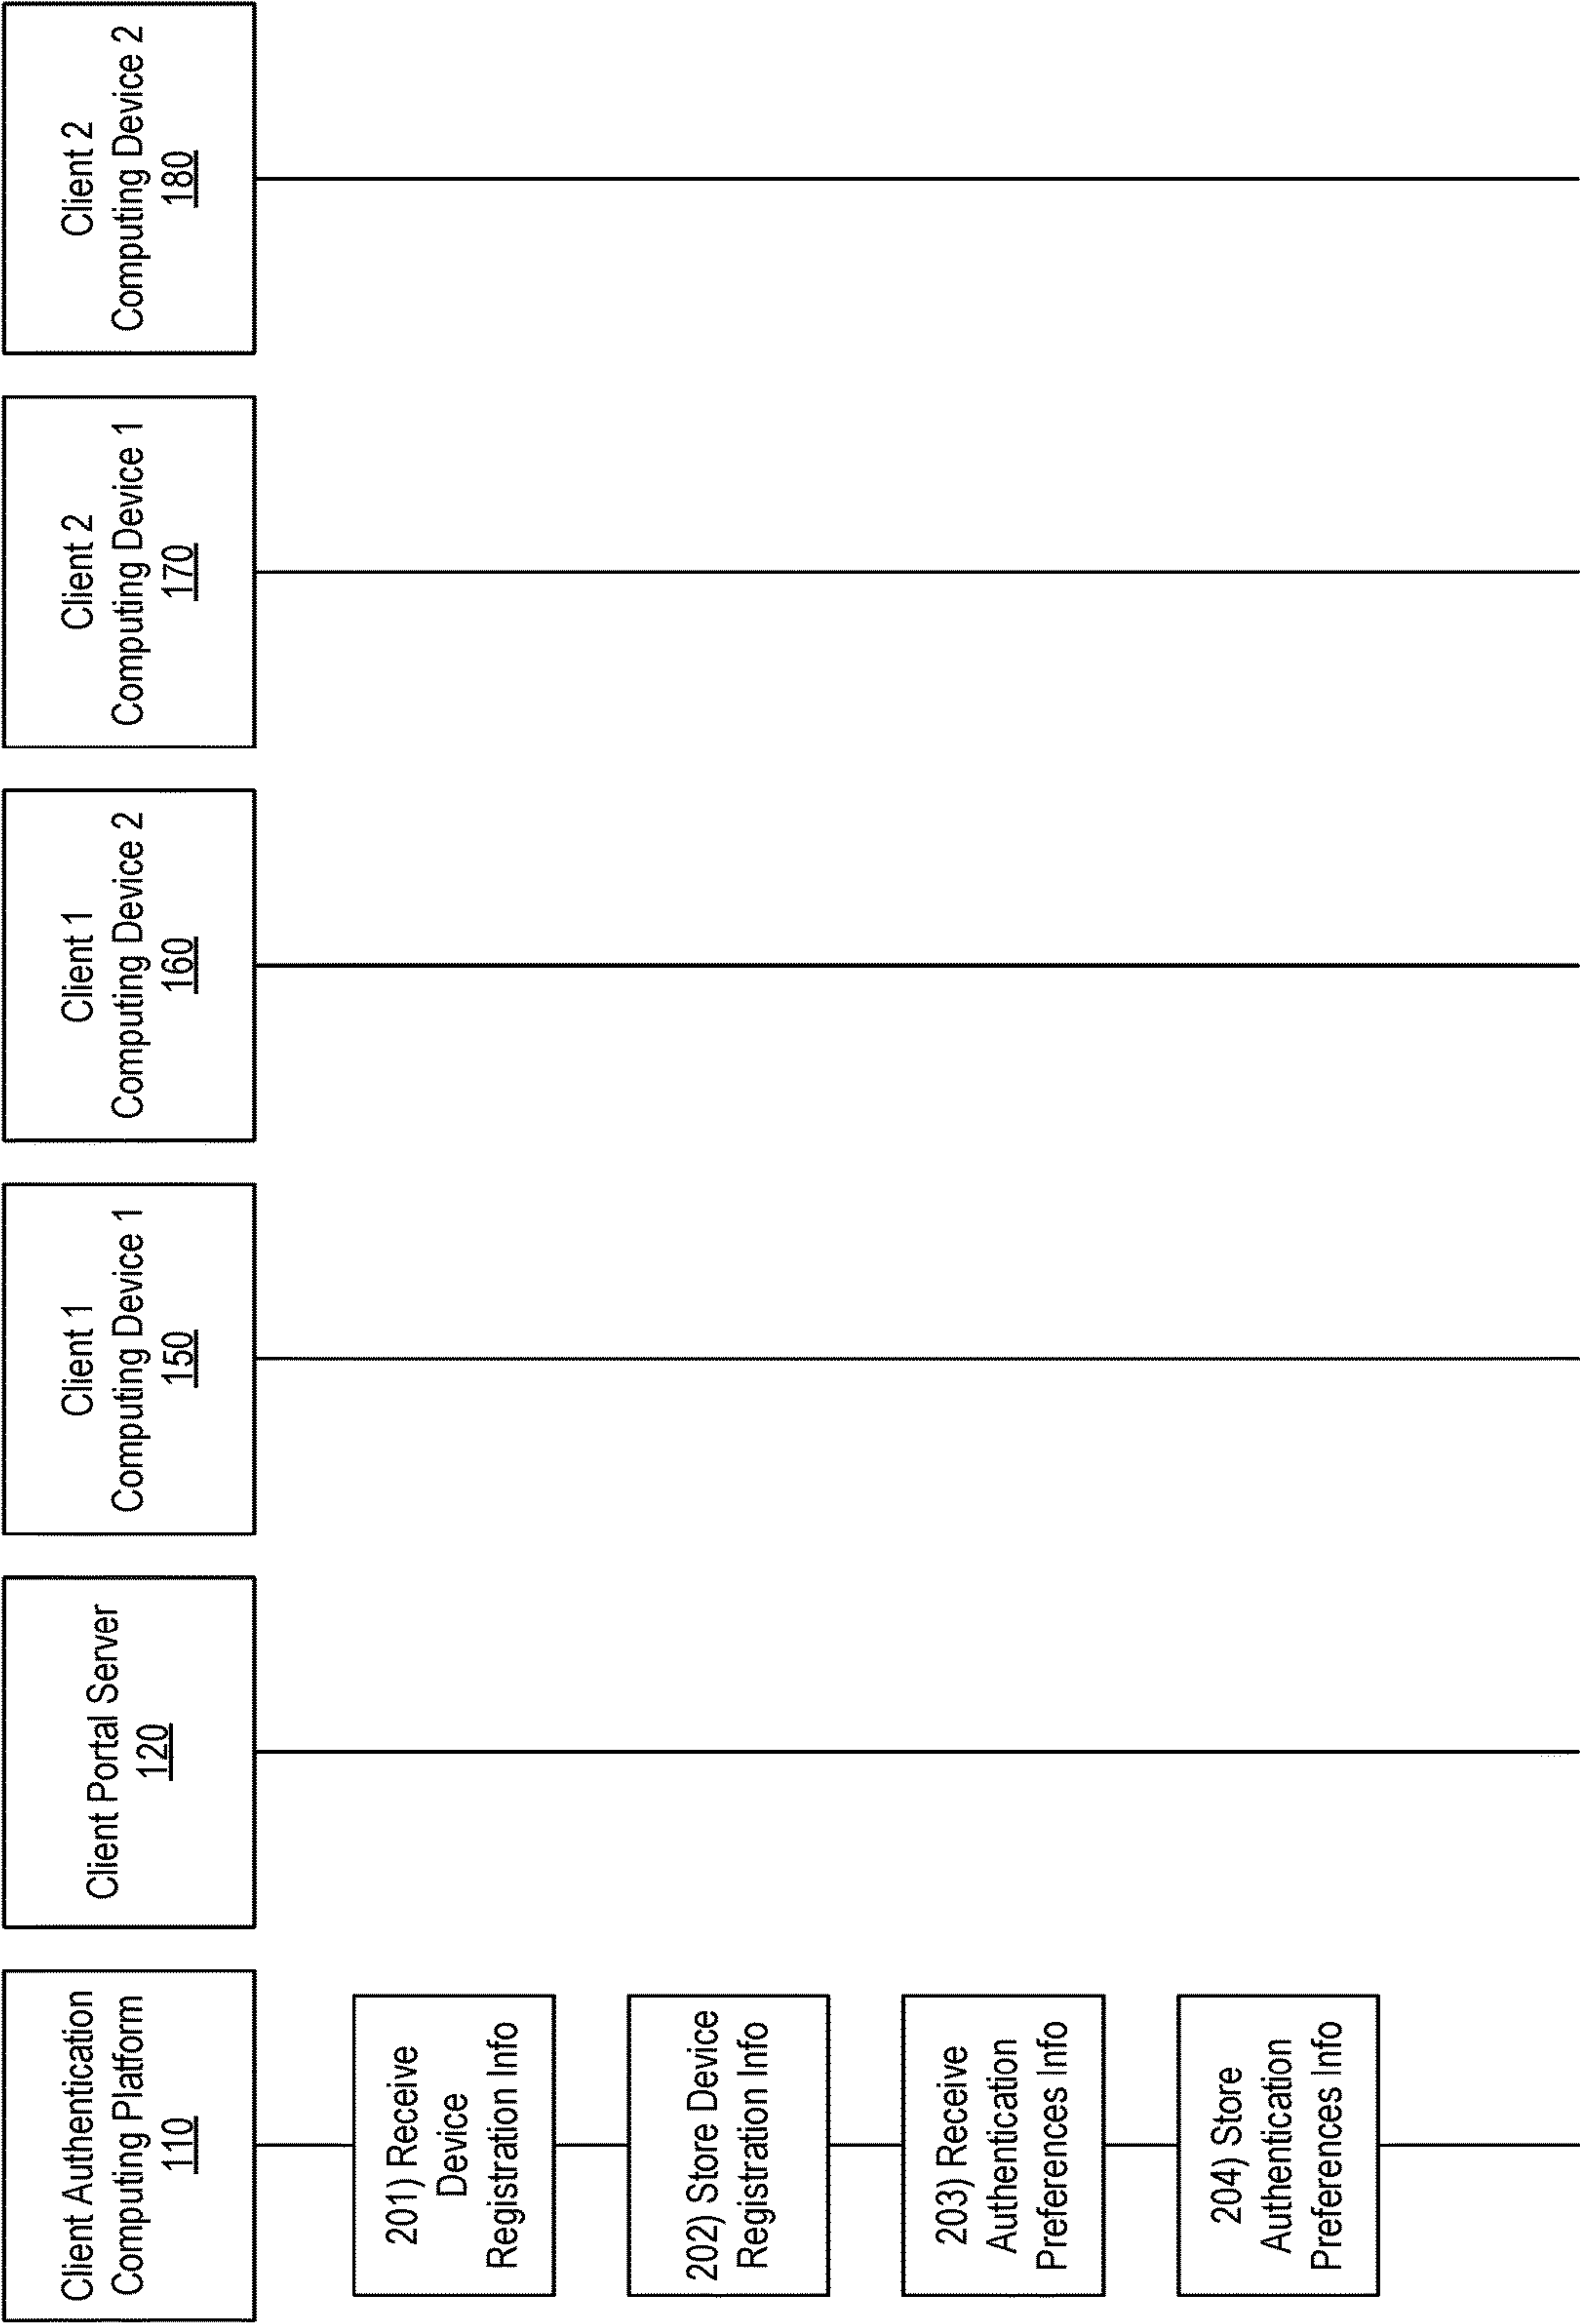 Client Authentication
Computing Platform
110
Client Portal Server
120
Client 1
Computing Device 1
150
Client 1
Computing Device 2
160
Client 2
Computing Device 1
170
Client 2
Computing Device 2
180
201) Receive
Device
Registration Info
202) Store Device
Registration Info
203) Receive
Authentication
Preferences Info
204) Store
Authentication
Preferences Info